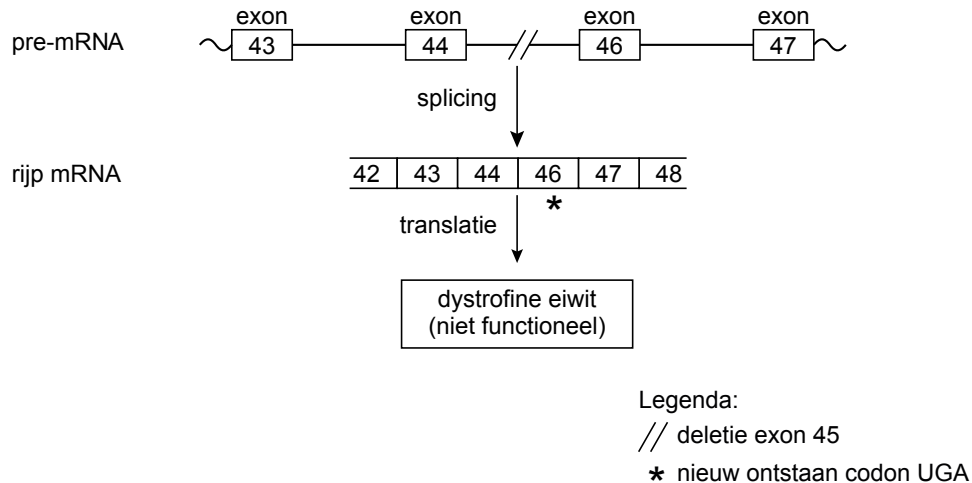 exon exon exon exon
pre-mRNA 43 44 46 47
splicing
rijp mRNA 42 43 44 46 47 48
*
translatie
dystrofine eiwit
(niet functioneel)
Legenda:
// deletie exon 45
* nieuw ontstaan codon UGA